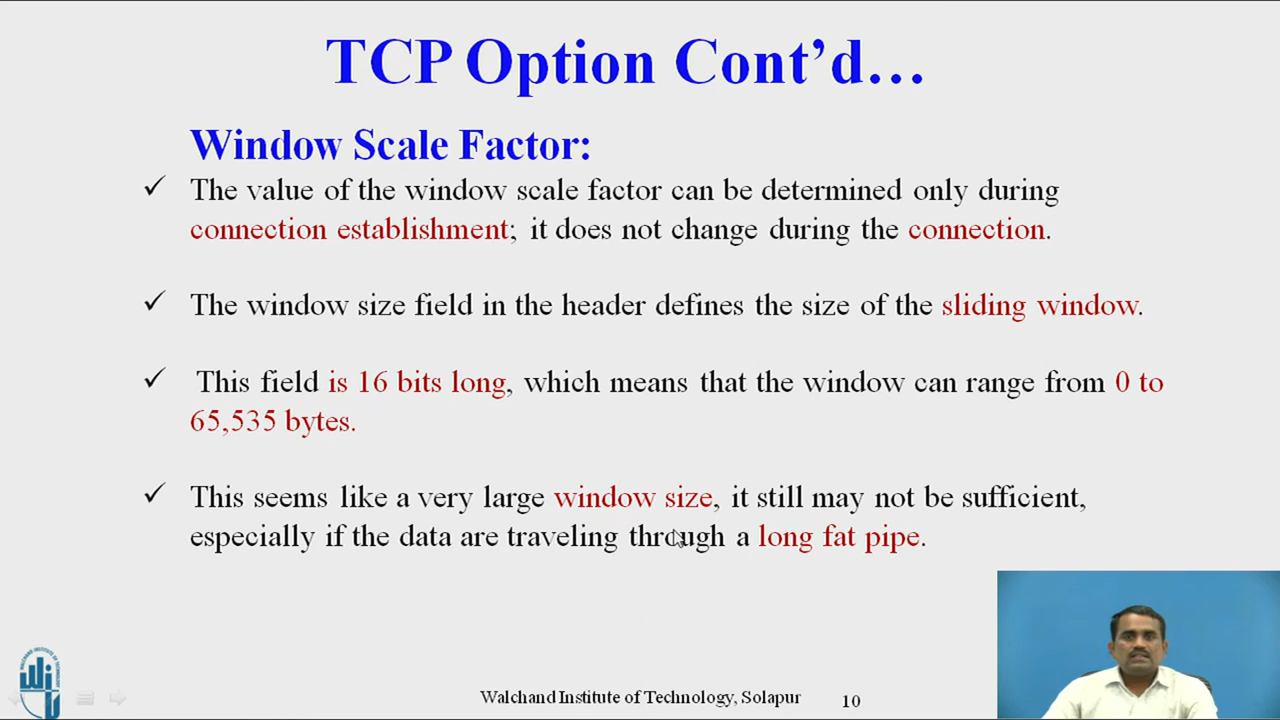 TCP Option Cont’d…
Window Scale Factor:
✓ The value of the window scale factor can be determined only during
connection establishment; it does not change during the connection.
✓ The window size field in the header defines the size of the sliding window.
✓ This field is 16 bits long, which means that the window can range from 0 to
65,535 bytes.
✓ This seems like a very large window size, it still may not be sufficient,
especially if the data are traveling through a long fat pipe.
WALCHAND INSTITUTE OF TECHNOLOGY
Walchand Institute of Technology, Solapur
10